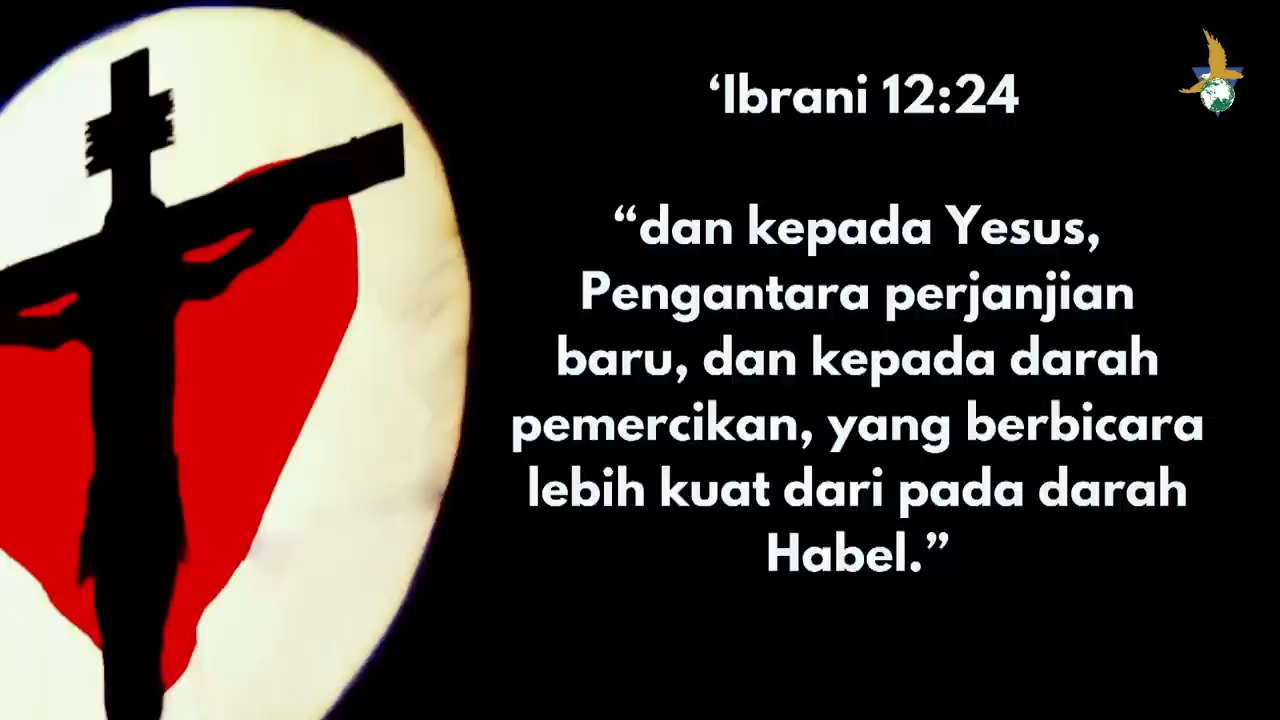 ‘Ibrani 12:24
“dan kepada Yesus,
Pengantara perjanjian
baru, dan kepada darah
pemercikan, yang berbicara
lebih kuat dari pada darah
Habel.”